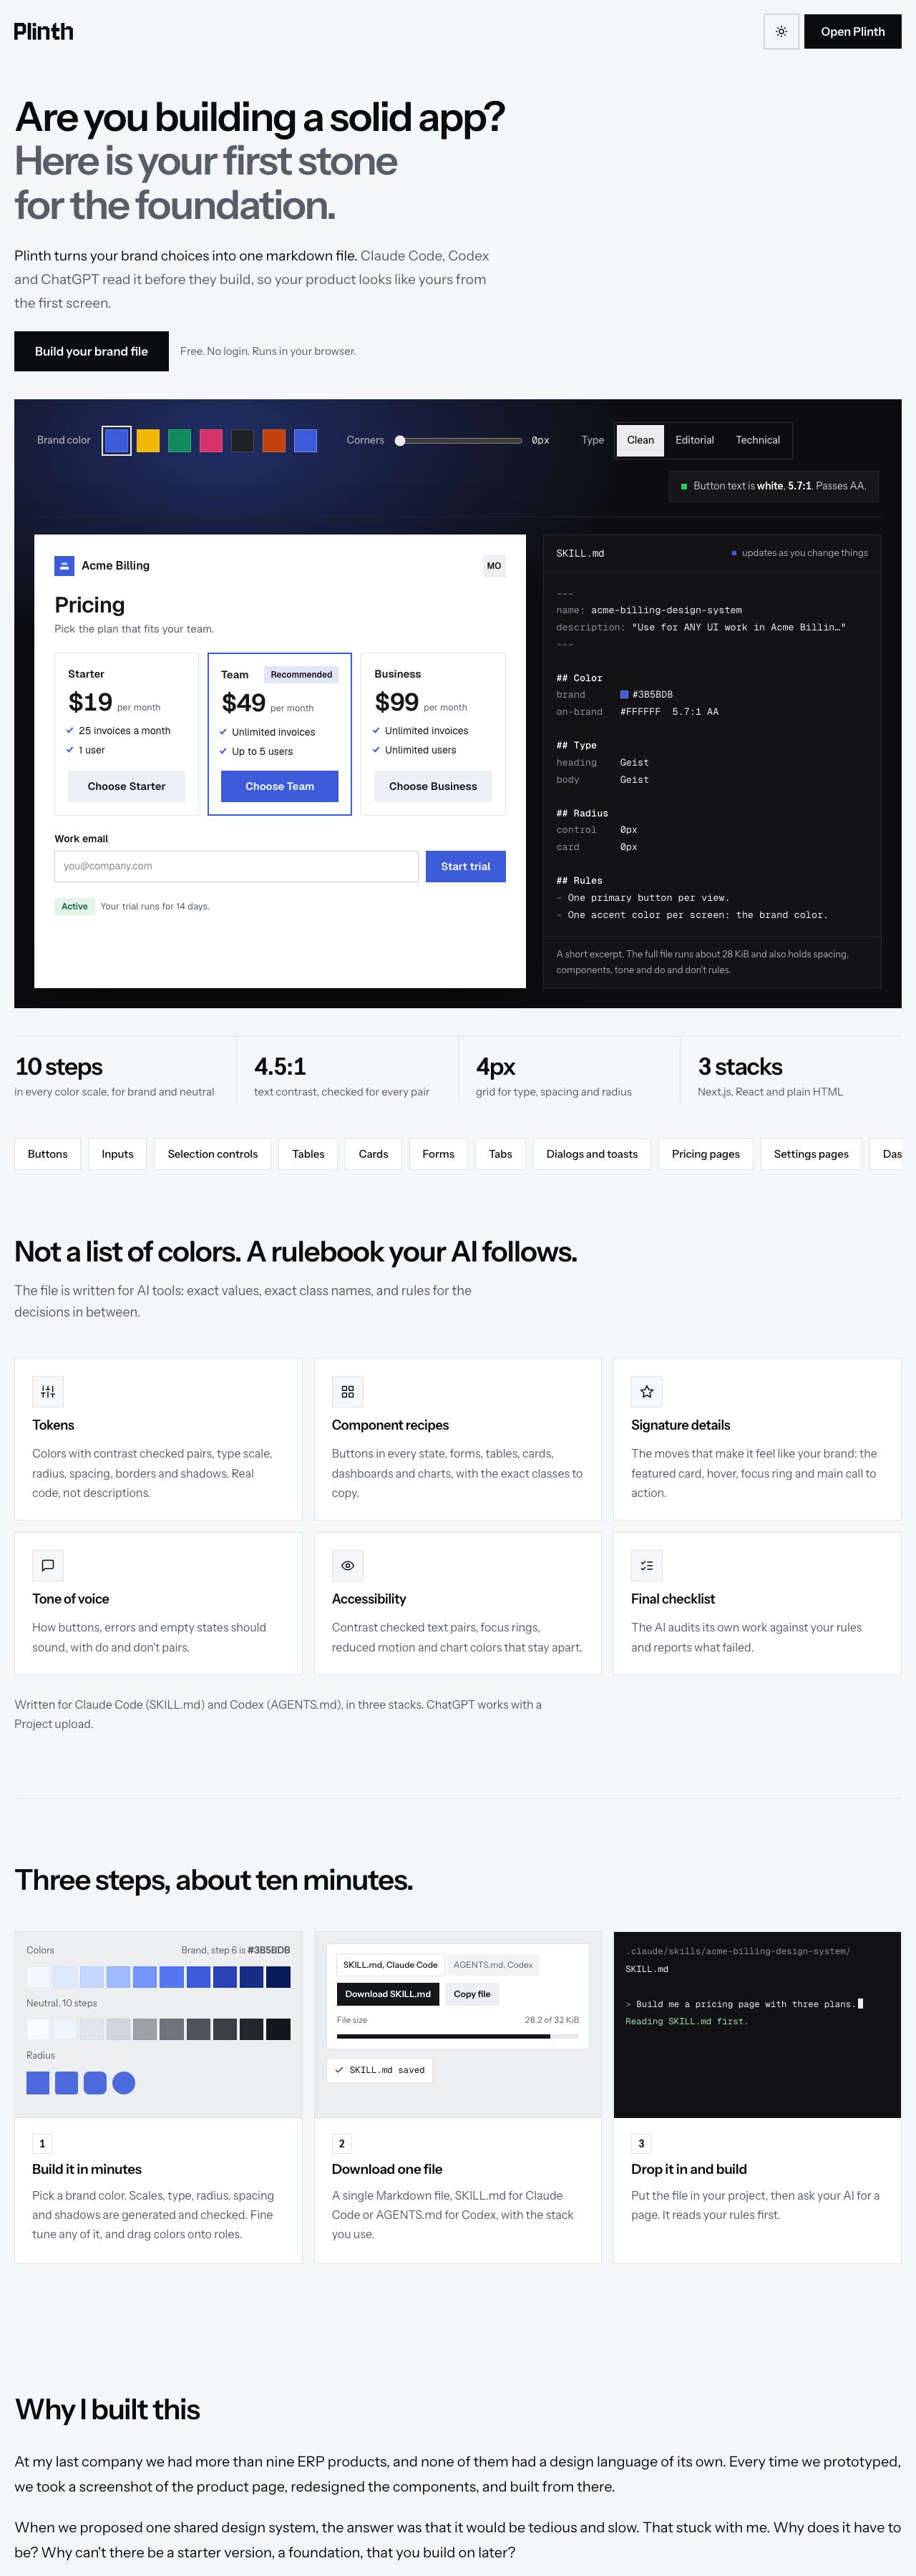 Plinth
Open Plinth
Are you building a solid app?
Here is your first stone
for the foundation.
Plinth turns your brand choices into one markdown file. Claude Code, Codex
and ChatGPT read it before they build, so your product looks like yours from
the first screen.
Build your brand file
Free. No login. Runs in your browser.
Brand color
Corners
0px
Type
Clean
Editorial
Technical
Button text is white, 5.7:1. Passes AA.
Acme Billing
MO
Pricing
Pick the plan that fits your team.
Starter
$19 per month
25 invoices a month
1 user
Choose Starter
Team
Recommended
$49 per month
Unlimited invoices
Up to 5 users
Choose Team
Business
$99 per month
Unlimited invoices
Unlimited users
Choose Business
Work email
you@company.com
Start trial
Active
Your trial runs for 14 days.
SKILL.md
updates as you change things
---
name: acme-billing-design-system
description: "Use for ANY UI work in Acme Billin…"
---
## Color
brand #3B5BDB
on-brand #FFFFFF 5.7:1 AA
## Type
heading Geist
body Geist
## Radius
control 0px
card 0px
## Rules
- One primary button per view.
- One accent color per screen: the brand color.
A short excerpt. The full file runs about 28 KiB and also holds spacing,
components, tone and do and don't rules.
10 steps
in every color scale, for brand and neutral
4.5:1
text contrast, checked for every pair
4px
grid for type, spacing and radius
3 stacks
Next.js, React and plain HTML
Buttons
Inputs
Selection controls
Tables
Cards
Forms
Tabs
Dialogs and toasts
Pricing pages
Settings pages
Das
Not a list of colors. A rulebook your AI follows.
The file is written for AI tools: exact values, exact class names, and rules for the
decisions in between.
Tokens
Colors with contrast checked pairs, type scale,
radius, spacing, borders and shadows. Real
code, not descriptions.
Component recipes
Buttons in every state, forms, tables, cards,
dashboards and charts, with the exact classes to
copy.
Signature details
The moves that make it feel like your brand: the
featured card, hover, focus ring and main call to
action.
Tone of voice
How buttons, errors and empty states should
sound, with do and don't pairs.
Accessibility
Contrast checked text pairs, focus rings,
reduced motion and chart colors that stay apart.
Final checklist
The AI audits its own work against your rules
and reports what failed.
Written for Claude Code (SKILL.md) and Codex (AGENTS.md), in three stacks. ChatGPT works with a
Project upload.
Three steps, about ten minutes.
Colors
Brand, step 6 is #3B5BDB
Neutral, 10 steps
Radius
1
Build it in minutes
Pick a brand color. Scales, type, radius, spacing
and shadows are generated and checked. Fine
tune any of it, and drag colors onto roles.
SKILL.md, Claude Code
AGENTS.md, Codex
Download SKILL.md
Copy file
File size
28.2 of 32 KiB
SKILL.md saved
2
Download one file
A single Markdown file, SKILL.md for Claude
Code or AGENTS.md for Codex, with the stack
you use.
.claude/skills/acme-billing-design-system/
SKILL.md
> Build me a pricing page with three plans.
Reading SKILL.md first.
3
Drop it in and build
Put the file in your project, then ask your AI for a
page. It reads your rules first.
Why I built this
At my last company we had more than nine ERP products, and none of them had a design language of its own. Every time we prototyped,
we took a screenshot of the product page, redesigned the components, and built from there.
When we proposed one shared design system, the answer was that it would be tedious and slow. That stuck with me. Why does it have to
be? Why can't there be a starter version, a foundation, that you build on later?